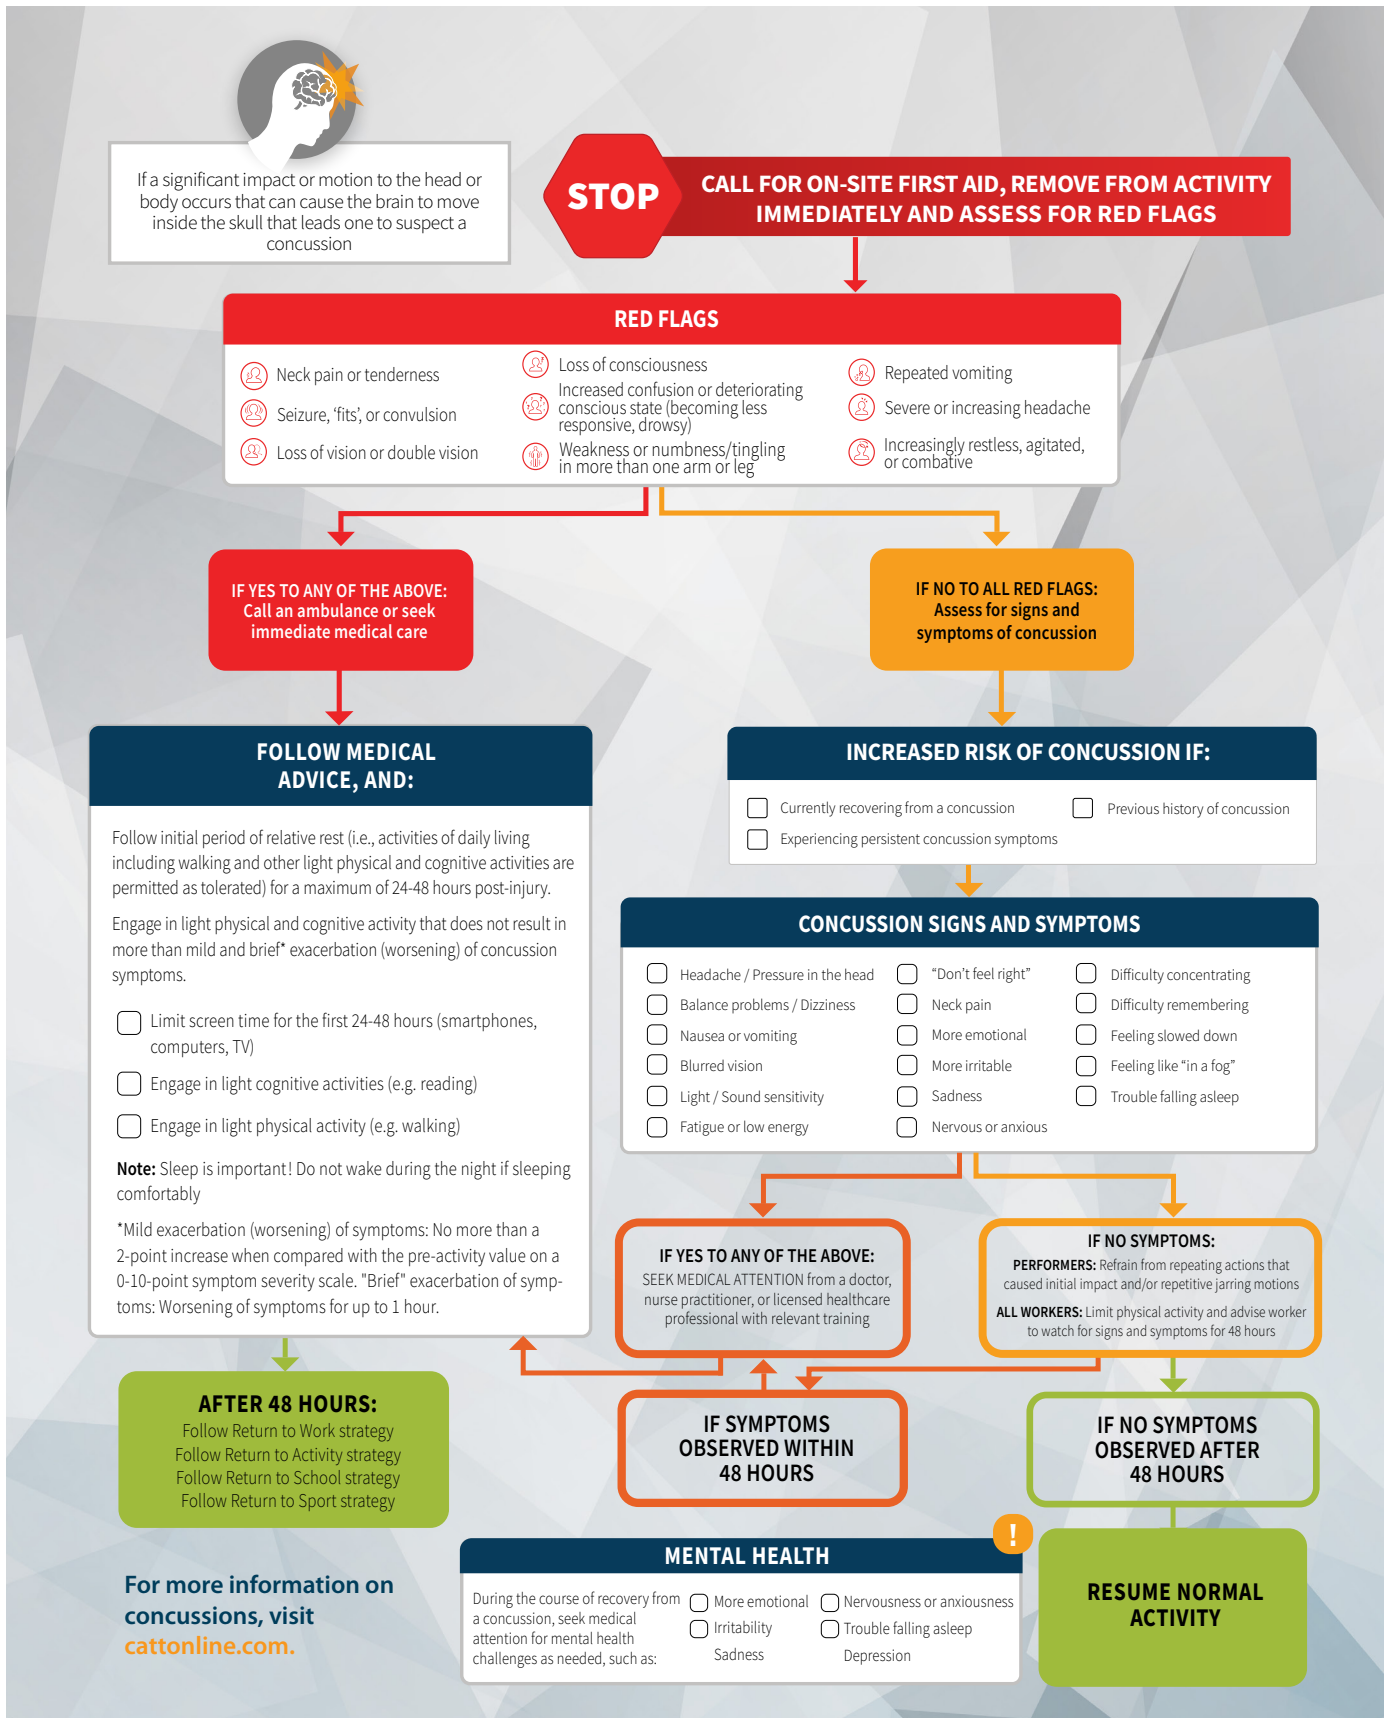 If a significant impact or motion to the head or
body occurs that can cause the brain to move
inside the skull that leads one to suspect a
concussion
STOP
CALL FOR ON-SITE FIRST AID, REMOVE FROM ACTIVITY
IMMEDIATELY AND ASSESS FOR RED FLAGS
RED FLAGS
Neck pain or tenderness
Seizure, ‘fits’, or convulsion
Loss of vision or double vision
Loss of consciousness
Increased confusion or deteriorating
conscious state (becoming less
responsive, drowsy)
Weakness or numbness/tingling
in more than one arm or leg
Repeated vomiting
Severe or increasing headache
Increasingly restless, agitated,
or combative
IF YES TO ANY OF THE ABOVE:
Call an ambulance or seek
immediate medical care
IF NO TO ALL RED FLAGS:
Assess for signs and
symptoms of concussion
FOLLOW MEDICAL
ADVICE, AND:
Follow initial period of relative rest (i.e., activities of daily living
including walking and other light physical and cognitive activities are
permitted as tolerated) for a maximum of 24-48 hours post-injury.
Engage in light physical and cognitive activity that does not result in
more than mild and brief* exacerbation (worsening) of concussion
symptoms.
Limit screen time for the first 24-48 hours (smartphones,
computers, TV)
Engage in light cognitive activities (e.g. reading)
Engage in light physical activity (e.g. walking)
Note: Sleep is important! Do not wake during the night if sleeping
comfortably
*Mild exacerbation (worsening) of symptoms: No more than a
2-point increase when compared with the pre-activity value on a
0-10-point symptom severity scale. "Brief" exacerbation of symp-
toms: Worsening of symptoms for up to 1 hour.
INCREASED RISK OF CONCUSSION IF:
Currently recovering from a concussion
Previous history of concussion
Experiencing persistent concussion symptoms
CONCUSSION SIGNS AND SYMPTOMS
Headache / Pressure in the head
Balance problems / Dizziness
Nausea or vomiting
Blurred vision
Light / Sound sensitivity
Fatigue or low energy
“Don’t feel right”
Neck pain
More emotional
More irritable
Sadness
Nervous or anxious
Difficulty concentrating
Difficulty remembering
Feeling slowed down
Feeling like “in a fog”
Trouble falling asleep
IF YES TO ANY OF THE ABOVE:
SEEK MEDICAL ATTENTION from a doctor,
nurse practitioner, or licensed healthcare
professional with relevant training
IF NO SYMPTOMS:
PERFORMERS: Refrain from repeating actions that
caused initial impact and/or repetitive jarring motions
ALL WORKERS: Limit physical activity and advise worker
to watch for signs and symptoms for 48 hours
AFTER 48 HOURS:
Follow Return to Work strategy
Follow Return to Activity strategy
Follow Return to School strategy
Follow Return to Sport strategy
IF SYMPTOMS
OBSERVED WITHIN
48 HOURS
IF NO SYMPTOMS
OBSERVED AFTER
48 HOURS
For more information on
concussions, visit
cattonline.com.
MENTAL HEALTH
!
During the course of recovery from
a concussion, seek medical
attention for mental health
challenges as needed, such as:
More emotional
Irritability
Sadness
Nervousness or anxiousness
Trouble falling asleep
Depression
RESUME NORMAL
ACTIVITY